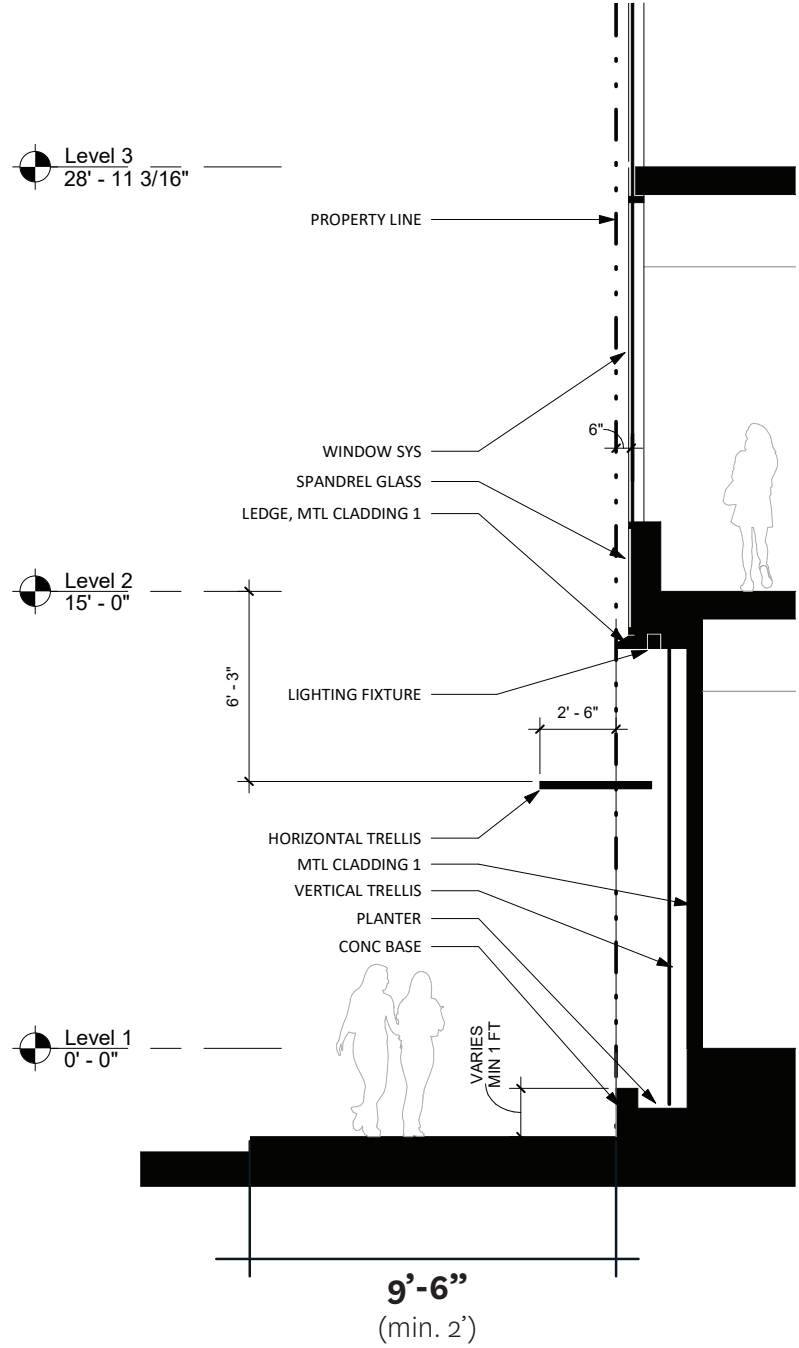 Level 3
28' - 11 3/16"
PROPERTY LINE
6"
WINDOW SYS
SPANDREL GLASS
LEDGE, MTL CLADDING 1
Level 2
15' - 0"
6' - 3"
LIGHTING FIXTURE
2' - 6"
HORIZONTAL TRELLIS
MTL CLADDING 1
VERTICAL TRELLIS
PLANTER
CONC BASE
Level 1
0' - 0"
VARIES
MIN 1 FT
9’-6”
(min. 2’)